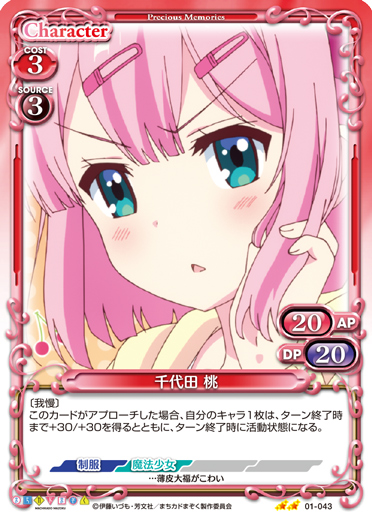 Precious Memories
Character
COST
3
SOURCE
3
20 AP
DP 20
千代田 桃
［我慢］
このカードがアプローチした場合、自分のキャラ1枚は、ターン終了時
まで+30/+30を得るとともに、ターン終了時に活動状態になる。
制服 魔法少女
…薄皮大福がこわい
©伊藤いづも・芳文社／まちカドまぞく製作委員会
01-043